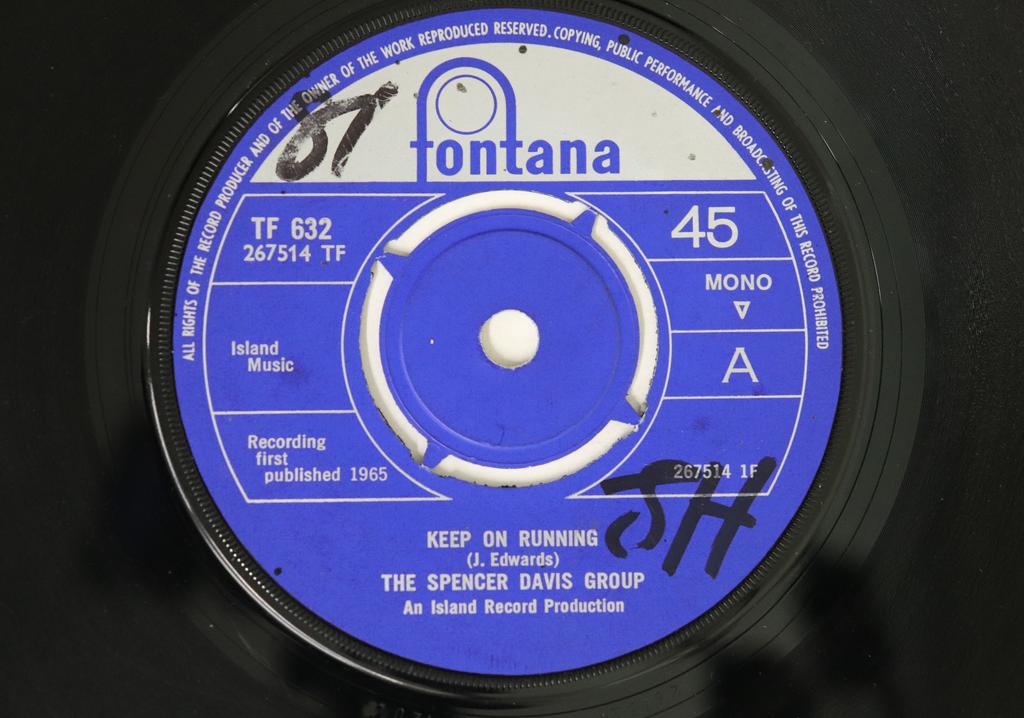 ALL RIGHTS OF THE RECORD PRODUCER AND OF THE OWNER OF THE WORK REPRODUCED RESERVED. COPYING, PUBLIC PERFORMANCE AND BROADCASTING OF THIS RECORD PROHIBITED
fontana
TF 632
267514 TF
45
MONO
Island
Music
A
Recording
first
published 1965
267514 1F
JH
KEEP ON RUNNING
(J. Edwards)
THE SPENCER DAVIS GROUP
An Island Record Production